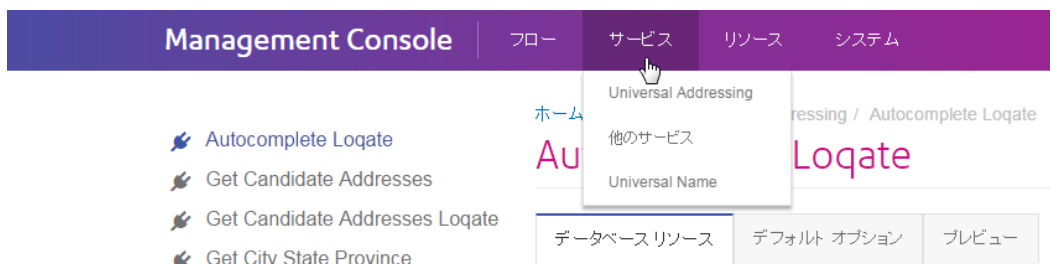 Management Console フロー サービス リソース システム
Universal Addressing
ホーム ressing / Autocomplete Loqate
他のサービス
Au Loqate
Universal Name
Autocomplete Loqate
Get Candidate Addresses
Get Candidate Addresses Loqate
Get City State Province
データベース リソース デフォルト オプション プレビュー